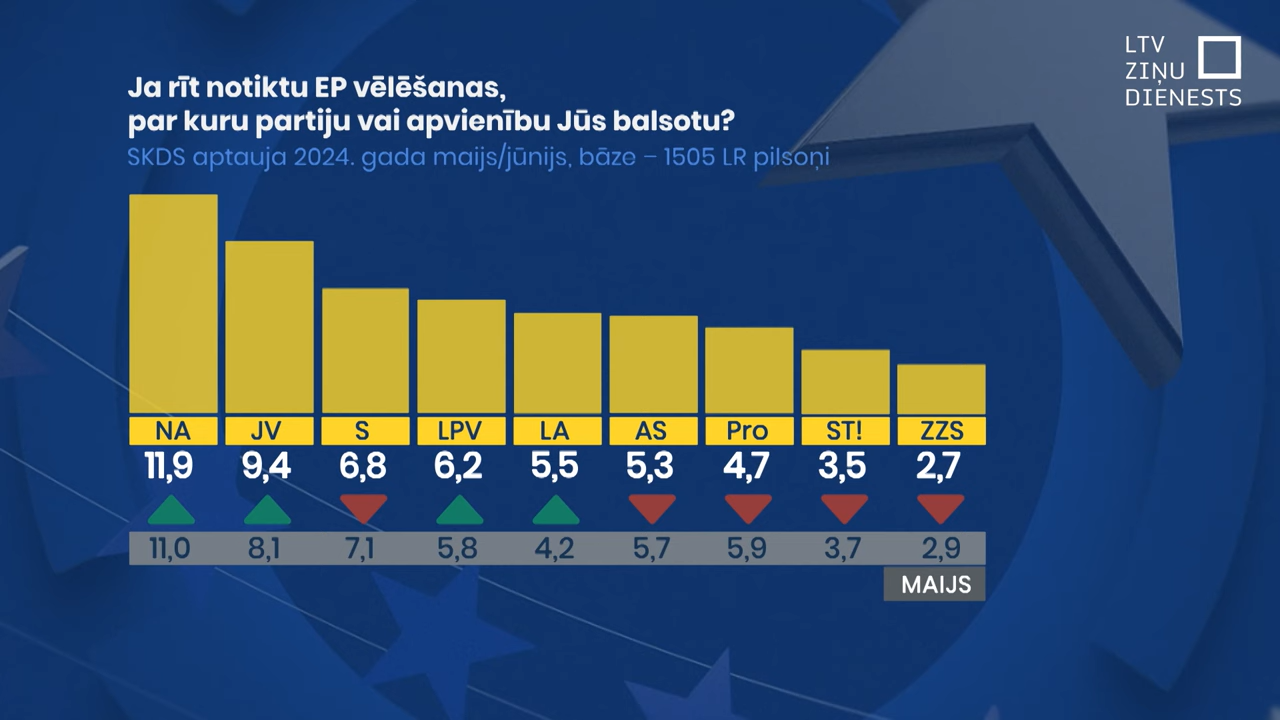 LTV
ZIŅU
DIENESTS
Ja rīt notiktu EP vēlēšanas,
par kuru partiju vai apvienību Jūs balsotu?
SKDS aptauja 2024. gada maijs/jūnijs, bāze – 1505 LR pilsoņi
NA JV S LPV LA AS Pro ST! ZZS
11,9 9,4 6,8 6,2 5,5 5,3 4,7 3,5 2,7
11,0 8,1 7,1 5,8 4,2 5,7 5,9 3,7 2,9
MAIJS